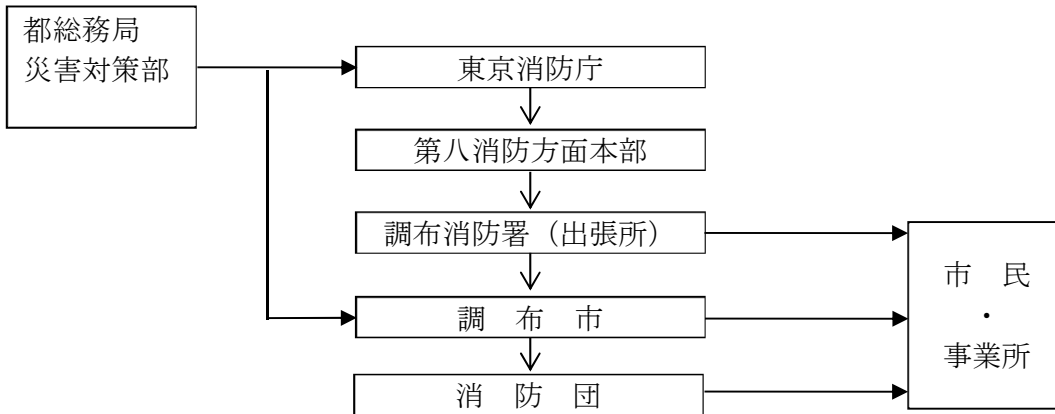 都総務局
災害対策部
東京消防庁
第八消防方面本部
調布消防署（出張所）
調　布　市
消　防　団
市　民
・
事業所